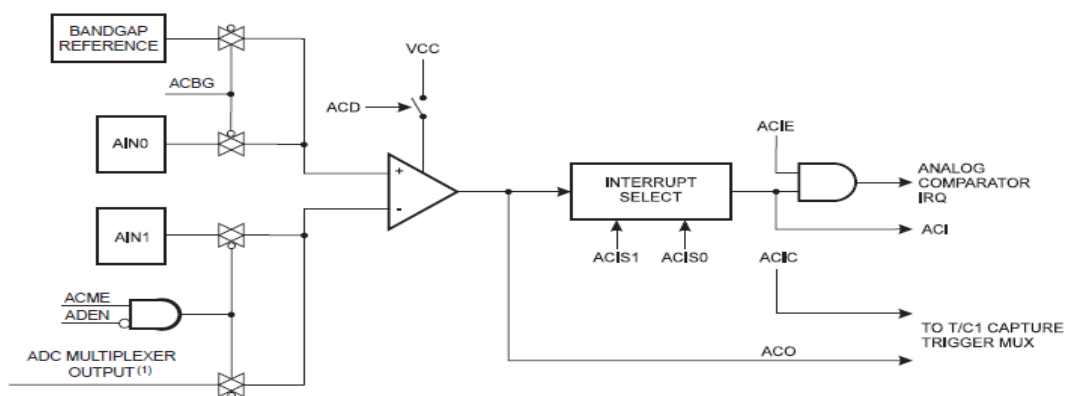 BANDGAP
REFERENCE
ACBG
AIN0
VCC
ACD
+
-
AIN1
ACME
ADEN
ADC MULTIPLEXER
OUTPUT(1)
INTERRUPT
SELECT
ACIS1
ACIS0
ACIE
ANALOG
COMPARATOR
IRQ
ACI
ACIC
TO T/C1 CAPTURE
TRIGGER MUX
ACO